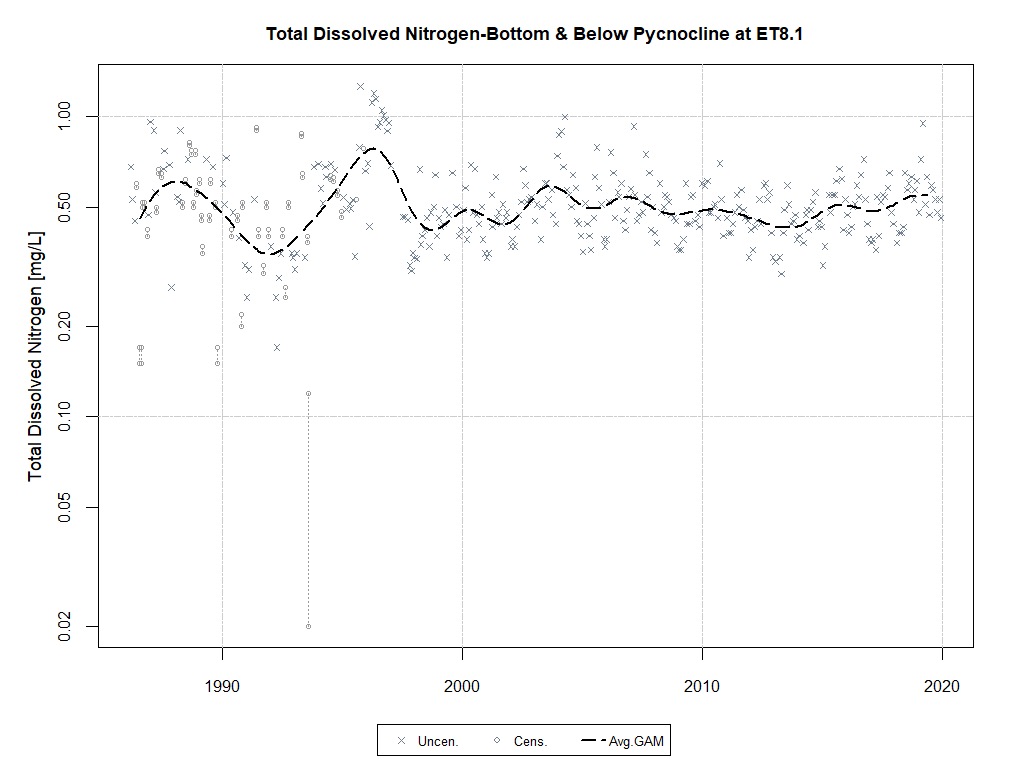 Total Dissolved Nitrogen-Bottom & Below Pycnocline at ET8.1
Total Dissolved Nitrogen [mg/L]
1.00
0.50
0.20
0.10
0.05
0.02
1990
2000
2010
2020
Uncen.
Cens.
Avg.GAM